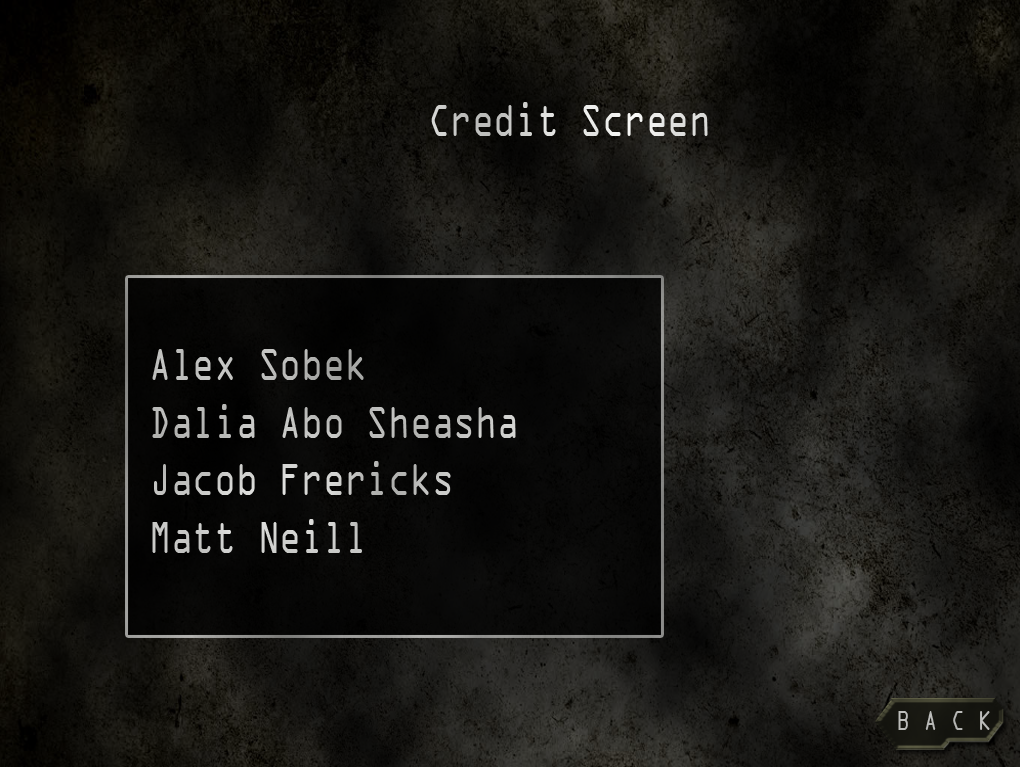 Credit Screen
Alex Sobek
Dalia Abo Sheasha
Jacob Frericks
Matt Neill
BACK